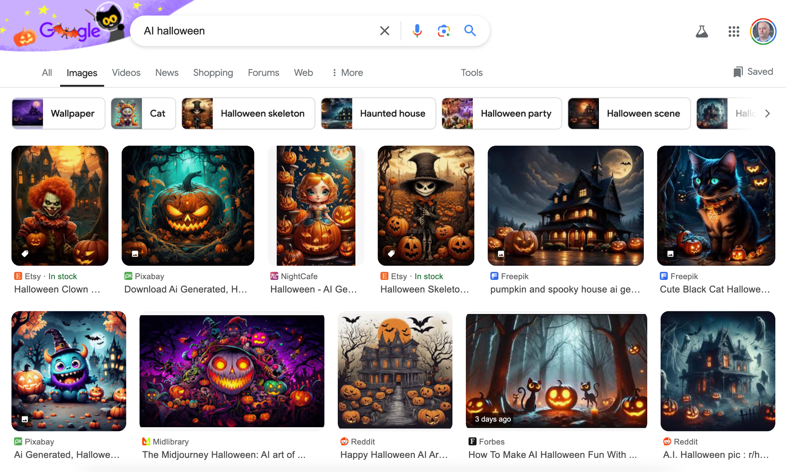 Google
AI halloween
All Images Videos News Shopping Forums Web More Tools Saved
Wallpaper Cat Halloween skeleton Haunted house Halloween party Halloween scene
Etsy · In stock
Halloween Clown ...
Pixabay
Download Ai Generated, H...
NightCafe
Halloween - AI Ge...
Etsy · In stock
Halloween Skeleto...
Freepik
pumpkin and spooky house ai ge...
Freepik
Cute Black Cat Hallowe...
3 days ago
Pixabay
Ai Generated, Hallowe...
Midlibrary
The Midjourney Halloween: AI art of ...
Reddit
Happy Halloween AI Ar...
Forbes
How To Make AI Halloween Fun With ...
Reddit
A.I. Halloween pic : r/h...